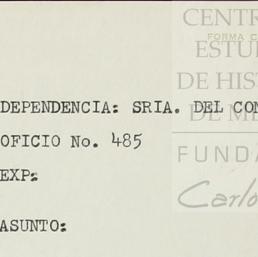 CENTR
FORMA C
ESTU
DE HIS
DEPENDENCIA: SRIA. DEL CON
DE M
OFICIO No. 485
FUNDA
EXP:
Carlo
ASUNTO: